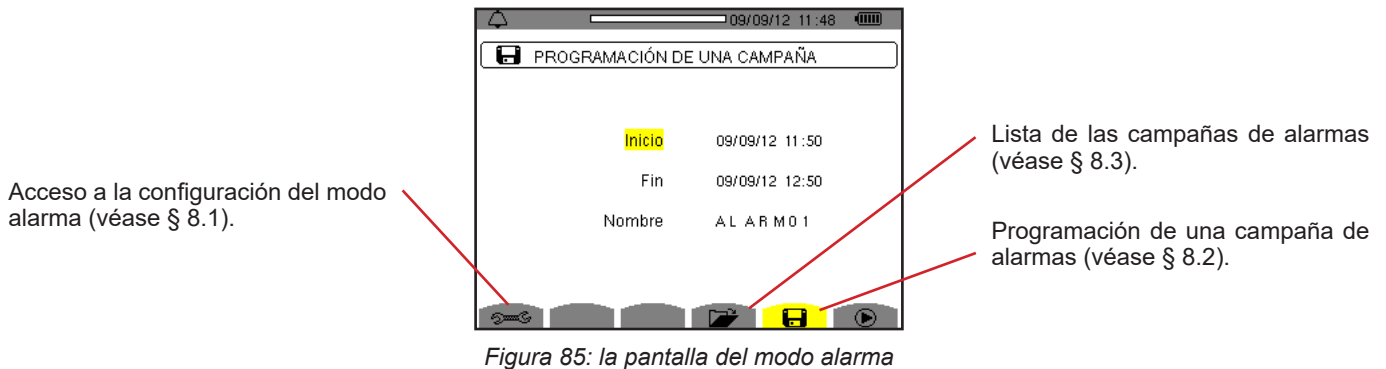 09/09/12 11:48
PROGRAMACIÓN DE UNA CAMPAÑA
Inicio 09/09/12 11:50
Fin 09/09/12 12:50
Nombre ALARM01
Acceso a la configuración del modo
alarma (véase § 8.1).
Lista de las campañas de alarmas
(véase § 8.3).
Programación de una campaña de
alarmas (véase § 8.2).
Figura 85: la pantalla del modo alarma